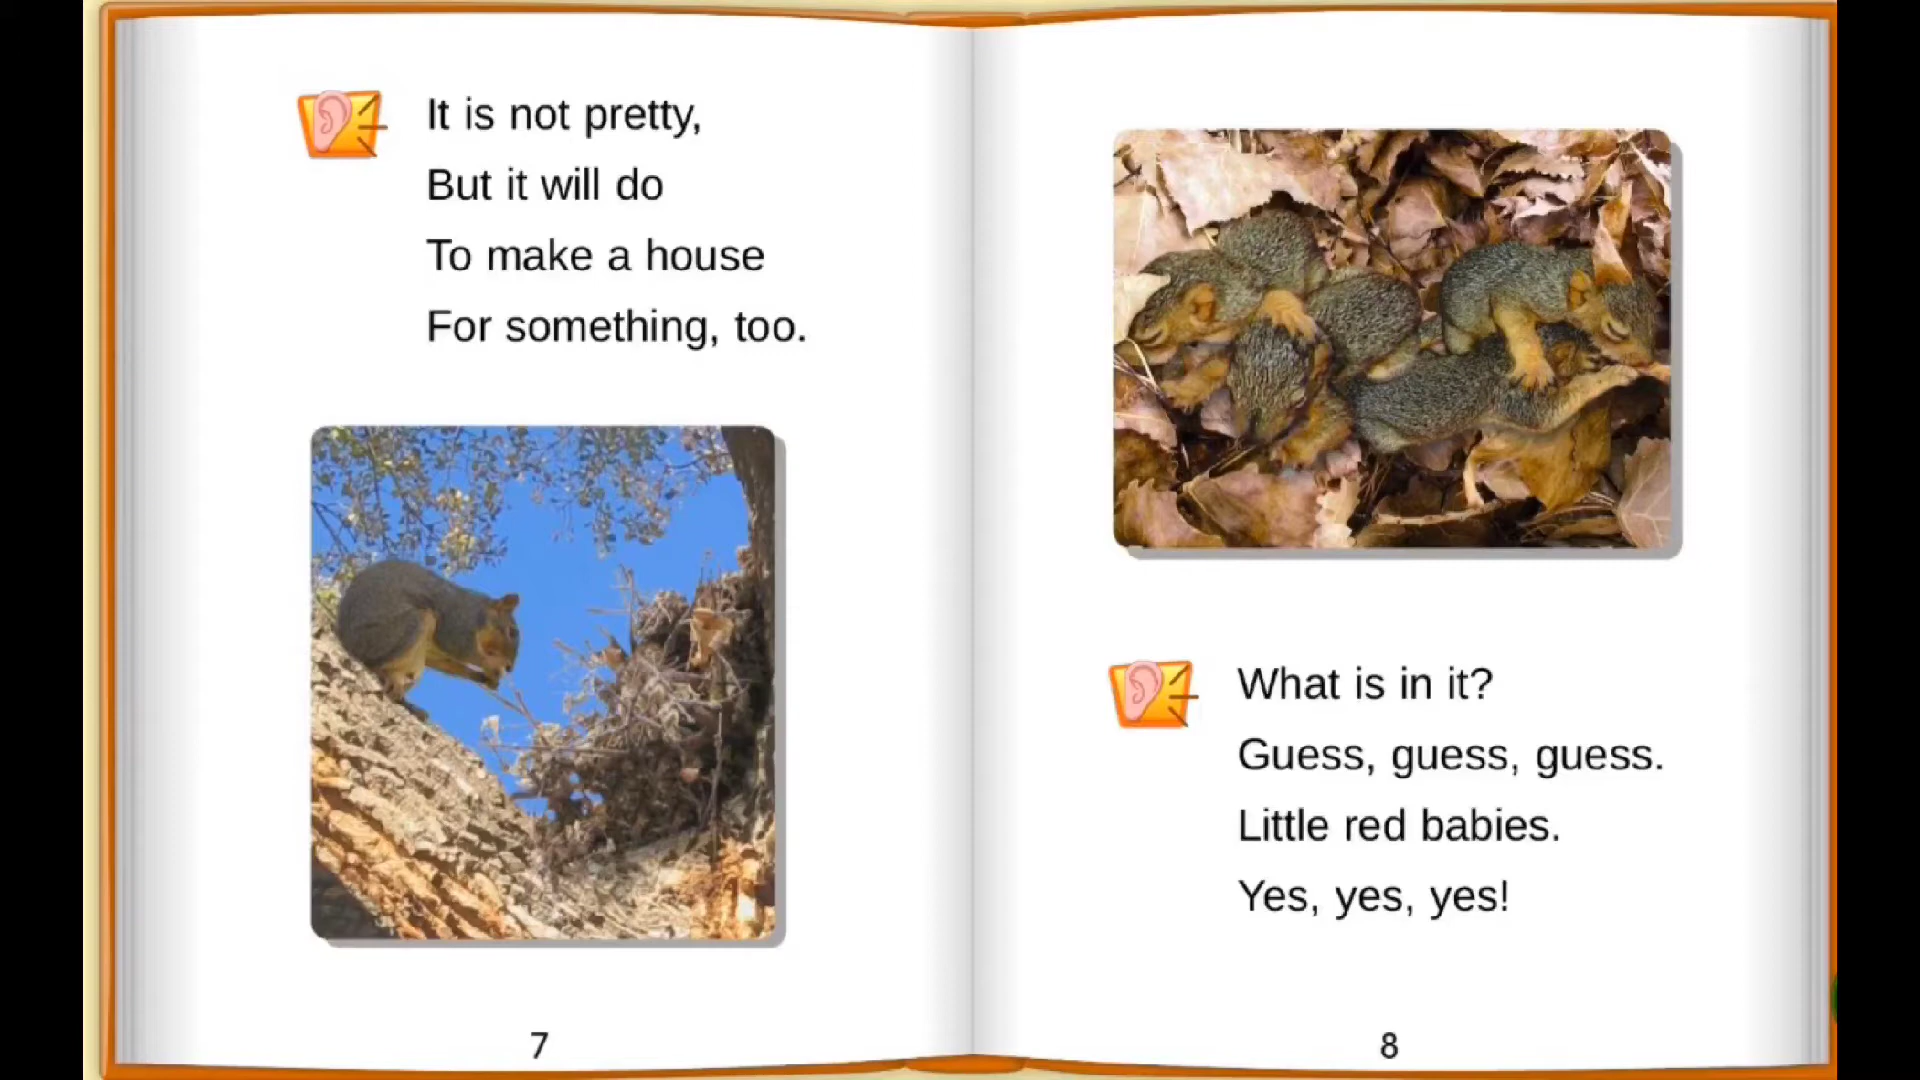 It is not pretty,
But it will do
To make a house
For something, too.
7
What is in it?
Guess, guess, guess.
Little red babies.
Yes, yes, yes!
8